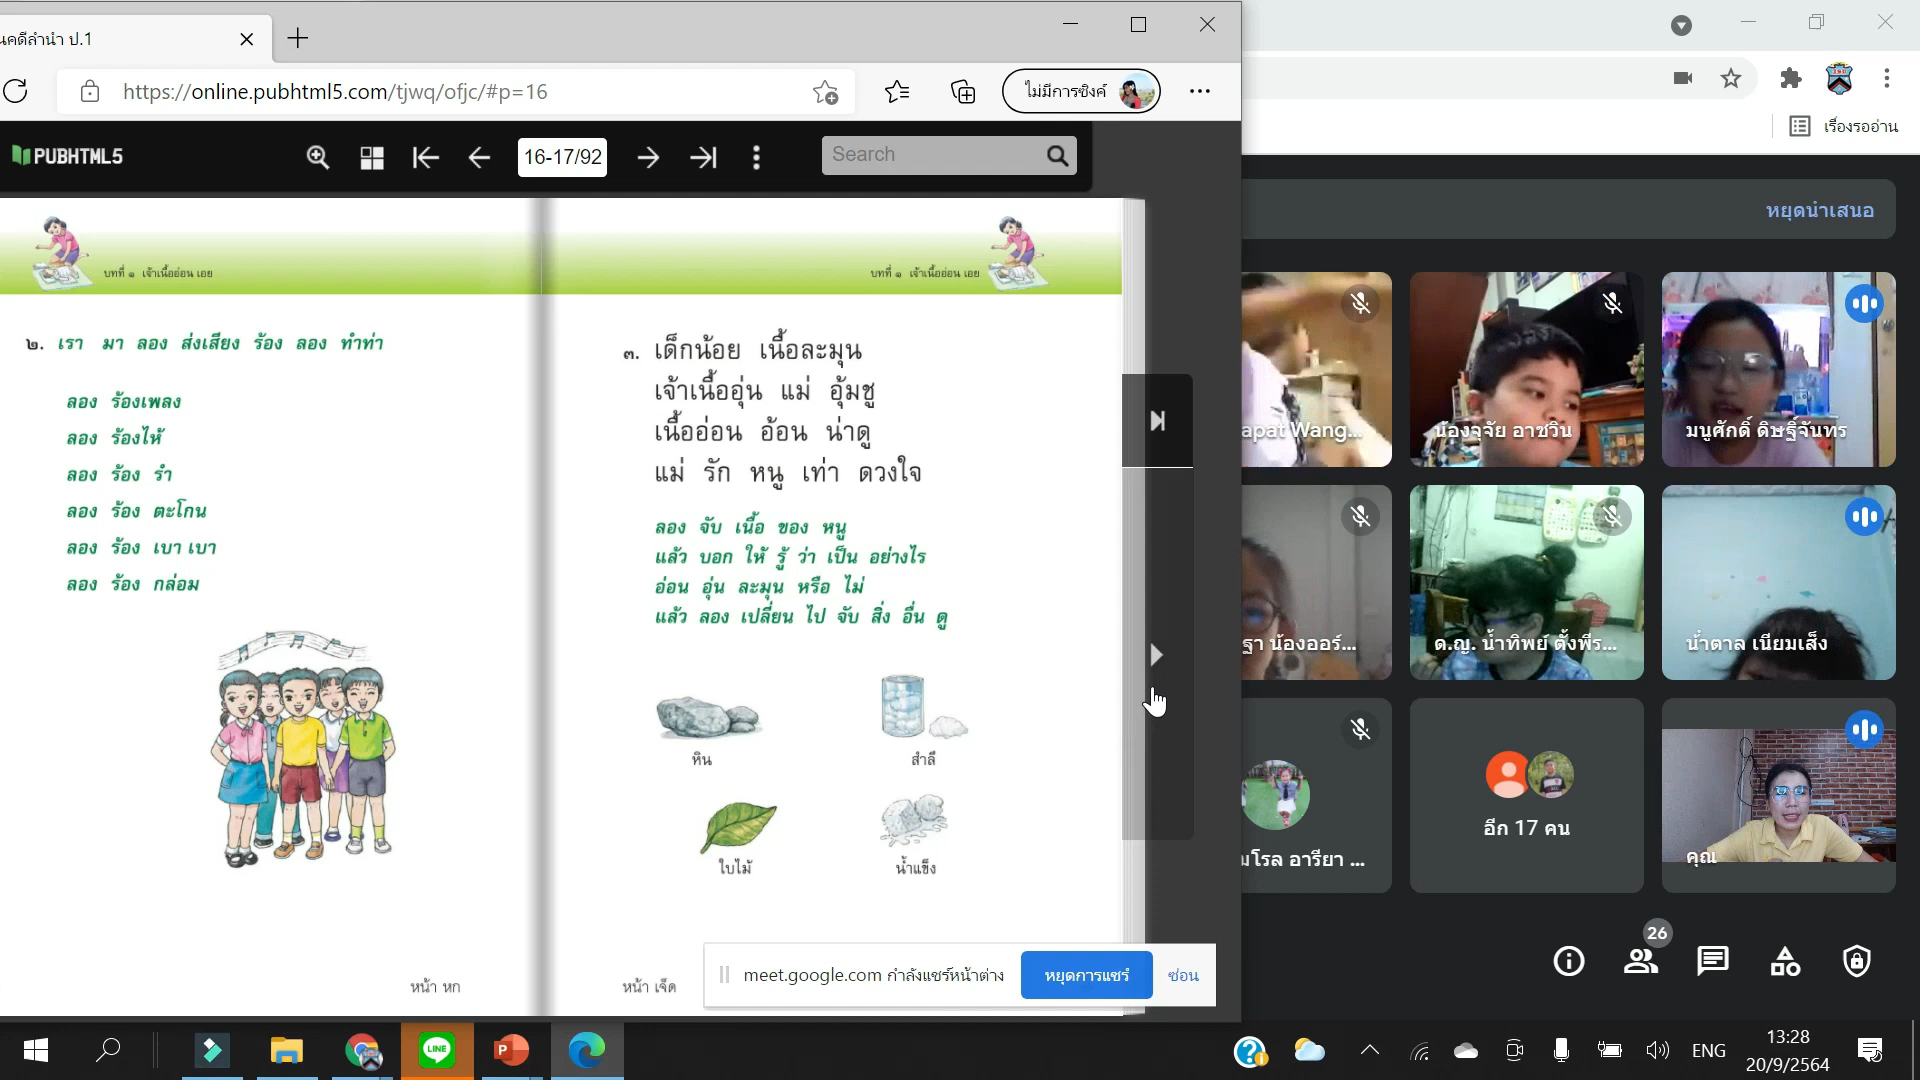 นคดีลำนำ ป.1
https://online.pubhtml5.com/tjwq/ofjc/#p=16
ไม่มีการซิงค์
เรื่องรออ่าน
PUBHTML5
16-17/92
Search
หยุดนำเสนอ
บทที่ ๑ เจ้าเนื้ออ่อน เอย
๒. เรา มา ลอง ส่งเสียง ร้อง ลอง ทำท่า
ลอง ร้องเพลง
ลอง ร้องไห้
ลอง ร้อง รำ
ลอง ร้อง ตะโกน
ลอง ร้อง เบา เบา
ลอง ร้อง กล่อม
หน้า หก
บทที่ ๑ เจ้าเนื้ออ่อน เอย
๓. เด็กน้อย เนื้อละมุน
เจ้าเนื้ออุ่น แม่ อุ้มชู
เนื้ออ่อน อ้อน น่าดู
แม่ รัก หนู เท่า ดวงใจ
ลอง จับ เนื้อ ของ หนู
แล้ว บอก ให้ รู้ ว่า เป็น อย่างไร
อ่อน อุ่น ละมุน หรือ ไม่
แล้ว ลอง เปลี่ยน ไป จับ สิ่ง อื่น ดู
หิน
สำลี
ใบไม้
น้ำแข็ง
หน้า เจ็ด
apat Wang...
น้องจุจัย อาชวิน
มนูศักดิ์ ดิษฐิ์จันทร
ฐา น้องออร์...
ด.ญ. น้ำทิพย์ ตั้งพีร...
น้ำตาล เนียมเส็ง
มโรล อารียา ...
อีก 17 คน
คุณ
26
meet.google.com กำลังแชร์หน้าต่าง
หยุดการแชร์
ซ่อน
LINE
ENG
13:28
20/9/2564